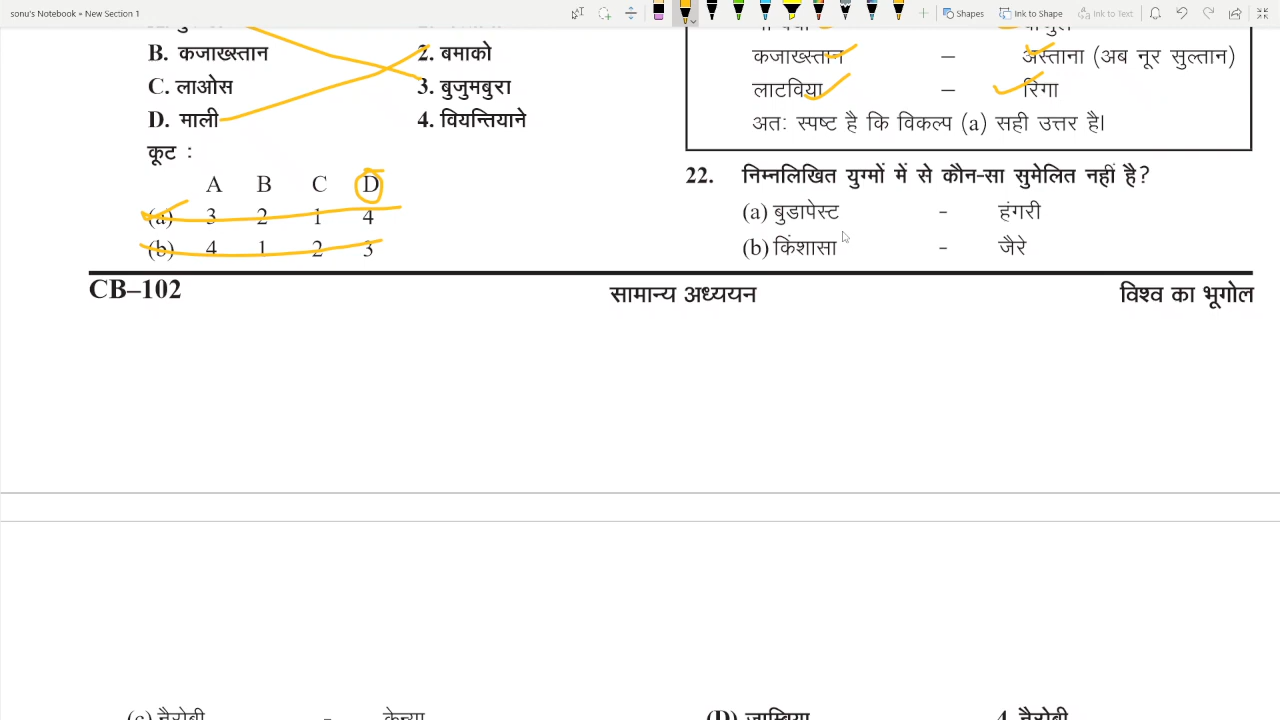 sonu's Notebook » New Section 1
Shapes
Ink to Shape
Ink to Text
B. कजाख्स्तान 2. बमाको
C. लाओस 3. बुजुमबुरा
D. माली 4. वियन्तियाने
कूट :
A B C D
(a) 3 2 1 4
(b) 4 1 2 3
कजाख्स्तान – अस्ताना (अब नूर सुल्तान)
लाटविया – रिगा
अतः स्पष्ट है कि विकल्प (a) सही उत्तर है।
22. निम्नलिखित युग्मों में से कौन-सा सुमेलित नहीं है?
(a) बुडापेस्ट - हंगरी
(b) किंशासा - जैरे
CB–102 सामान्य अध्ययन विश्व का भूगोल
(c) नैरोबी - केन्या
(D) जाम्बिया 4. नैरोबी